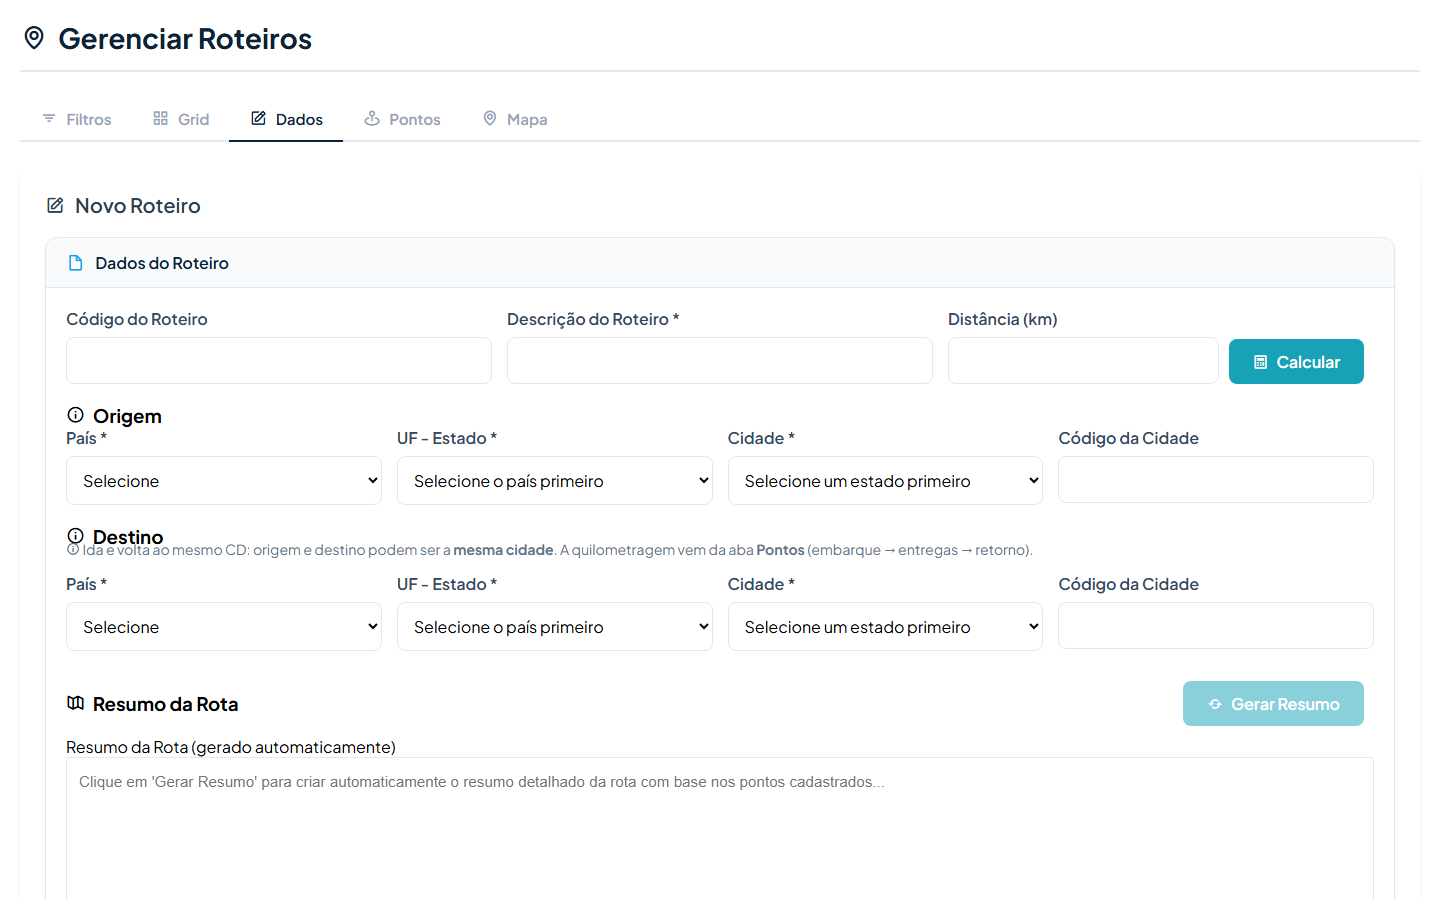 Gerenciar Roteiros
Filtros Grid Dados Pontos Mapa
Novo Roteiro
Dados do Roteiro
Código do Roteiro Descrição do Roteiro * Distância (km)
Calcular
Origem
País * UF - Estado * Cidade * Código da Cidade
Selecione Selecione o país primeiro Selecione um estado primeiro
Destino
Ida e volta ao mesmo CD: origem e destino podem ser a mesma cidade. A quilometragem vem da aba Pontos (embarque → entregas → retorno).
País * UF - Estado * Cidade * Código da Cidade
Selecione Selecione o país primeiro Selecione um estado primeiro
Resumo da Rota Gerar Resumo
Resumo da Rota (gerado automaticamente)
Clique em 'Gerar Resumo' para criar automaticamente o resumo detalhado da rota com base nos pontos cadastrados...